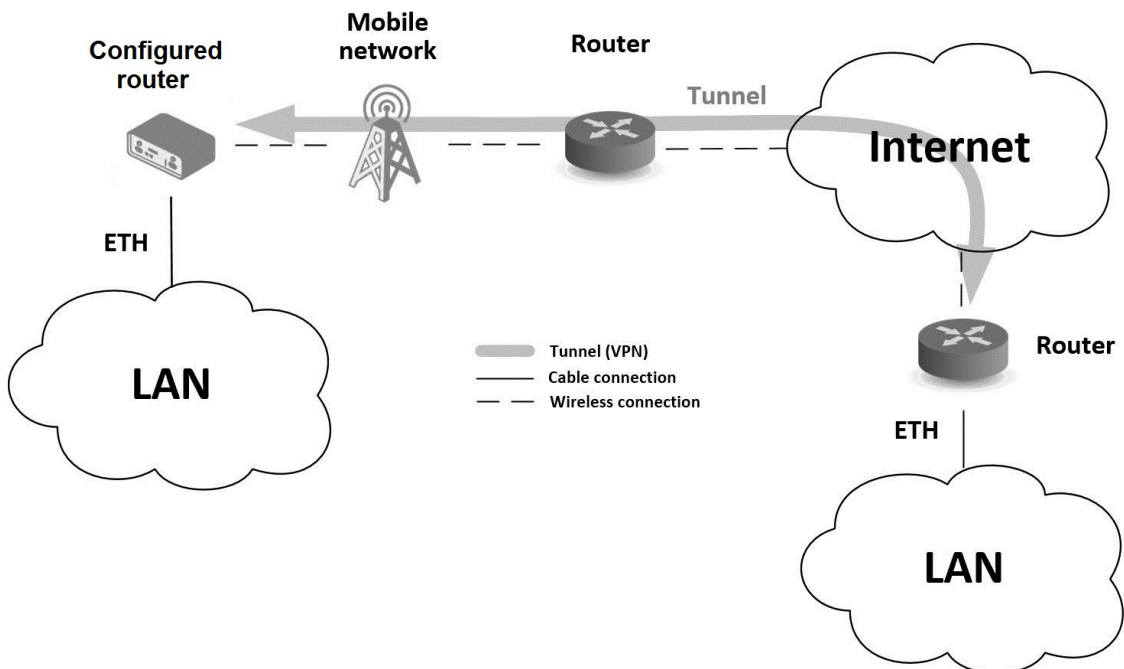 Mobile
network
Configured
router
Router
Tunnel
Internet
ETH
LAN
Router
Tunnel (VPN)
Cable connection
Wireless connection
ETH
LAN